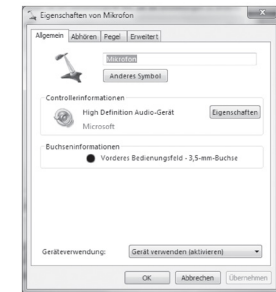 Eigenschaften von Mikrofon
Allgemein Abhören Pegel Erweitert
Mikrofon
Anderes Symbol
Controllerinformationen
High Definition Audio-Gerät Eigenschaften
Microsoft
Buchseninformationen
Vorderes Bedienungsfeld - 3,5-mm-Buchse
Geräteverwendung: Gerät verwenden (aktivieren)
OK Abbrechen Übernehmen